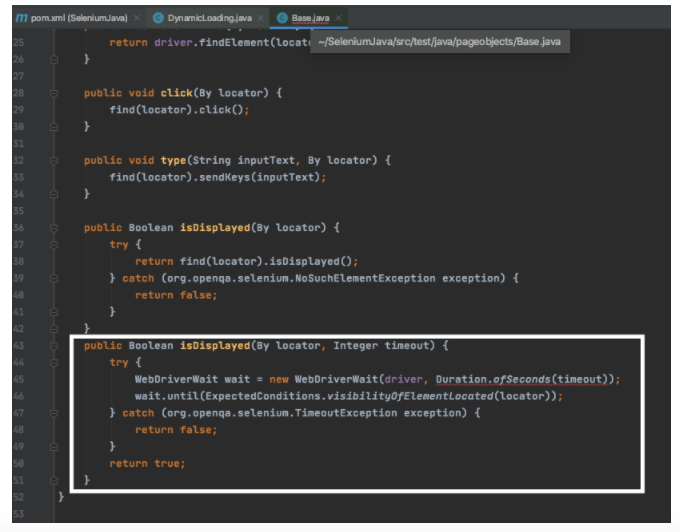 pom.xml (SeleniumJava) × DynamicLoading.java × Base.java ×
25 return driver.findElement(locato
~/SeleniumJava/src/test/java/pageobjects/Base.java
26 }
27
28 public void click(By locator) {
29 find(locator).click();
30 }
31
32 public void type(String inputText, By locator) {
33 find(locator).sendKeys(inputText);
34 }
35
36 public Boolean isDisplayed(By locator) {
37 try {
38 return find(locator).isDisplayed();
39 } catch (org.openqa.selenium.NoSuchElementException exception) {
40 return false;
41 }
42 }
43 public Boolean isDisplayed(By locator, Integer timeout) {
44 try {
45 WebDriverWait wait = new WebDriverWait(driver, Duration.ofSeconds(timeout));
46 wait.until(ExpectedConditions.visibilityOfElementLocated(locator));
47 } catch (org.openqa.selenium.TimeoutException exception) {
48 return false;
49 }
50 return true;
51 }
52 }
53